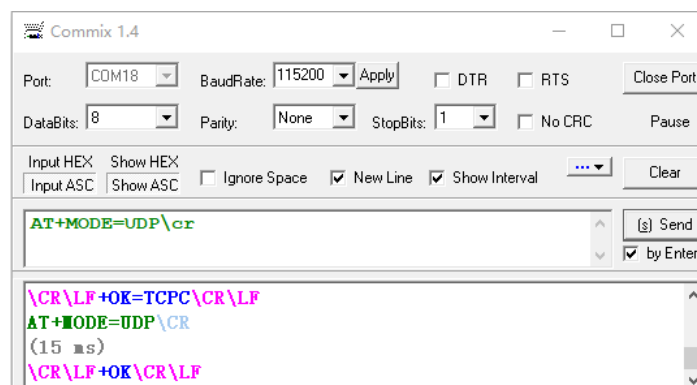 Commix 1.4
Port: COM18 BaudRate: 115200 Apply DTR RTS Close Port
DataBits: 8 Parity: None StopBits: 1 No CRC Pause
Input HEX Show HEX
Input ASC Show ASC Ignore Space New Line Show Interval ... Clear
AT+MODE=UDP\cr
(s) Send
by Enter
\CR\LF+OK=TCPC\CR\LF
AT+MODE=UDP\CR
(15 ms)
\CR\LF+OK\CR\LF